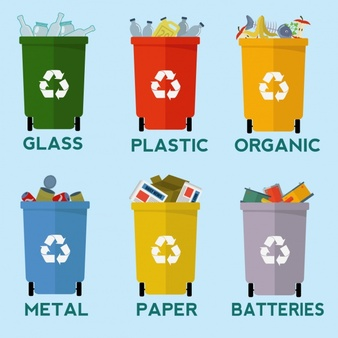 GLASS PLASTIC ORGANIC
METAL PAPER BATTERIES